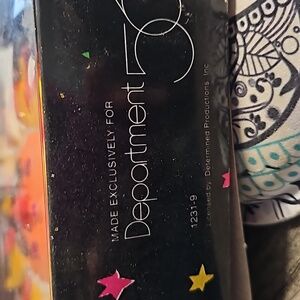 MADE EXCLUSIVELY FOR
Department 56
1231-9
Licensed by: Determined Productions, Inc.